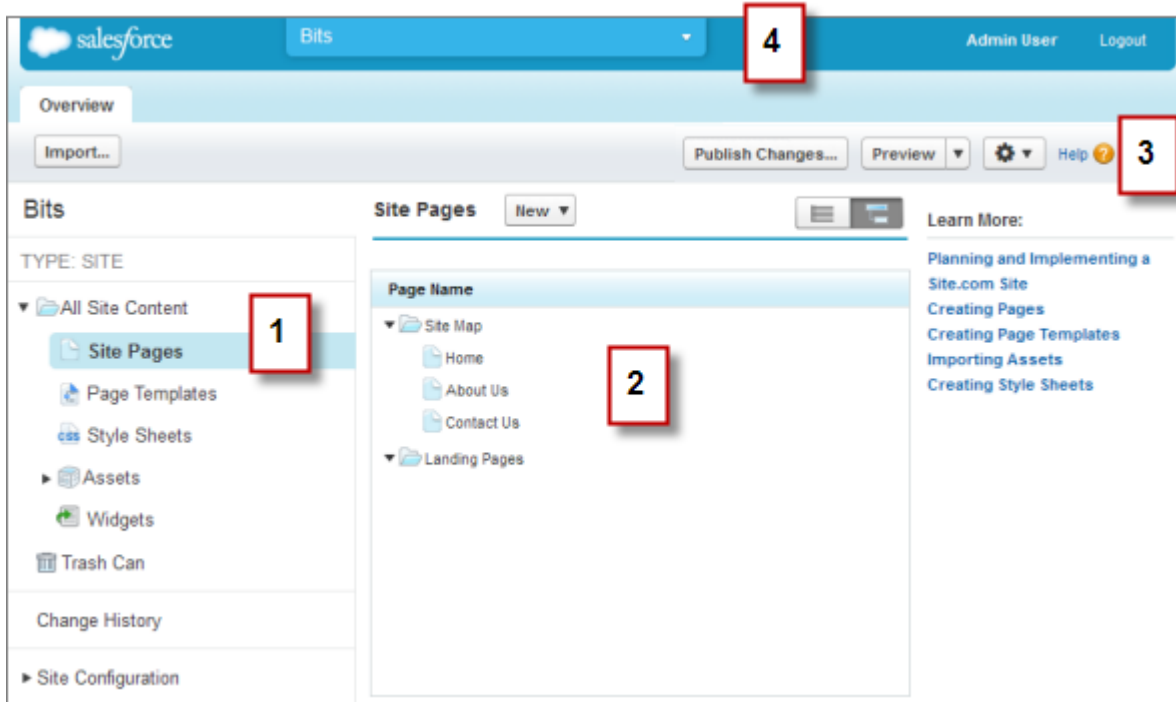 salesforce
Bits
4
Admin User
Logout
Overview
Import...
Publish Changes...
Preview
Help
?
3
Bits
TYPE: SITE
All Site Content
1
Site Pages
Page Templates
css Style Sheets
Assets
Widgets
Trash Can
Change History
Site Configuration
Site Pages
New
Page Name
Site Map
Home
About Us
2
Contact Us
Landing Pages
Learn More:
Planning and Implementing a
Site.com Site
Creating Pages
Creating Page Templates
Importing Assets
Creating Style Sheets